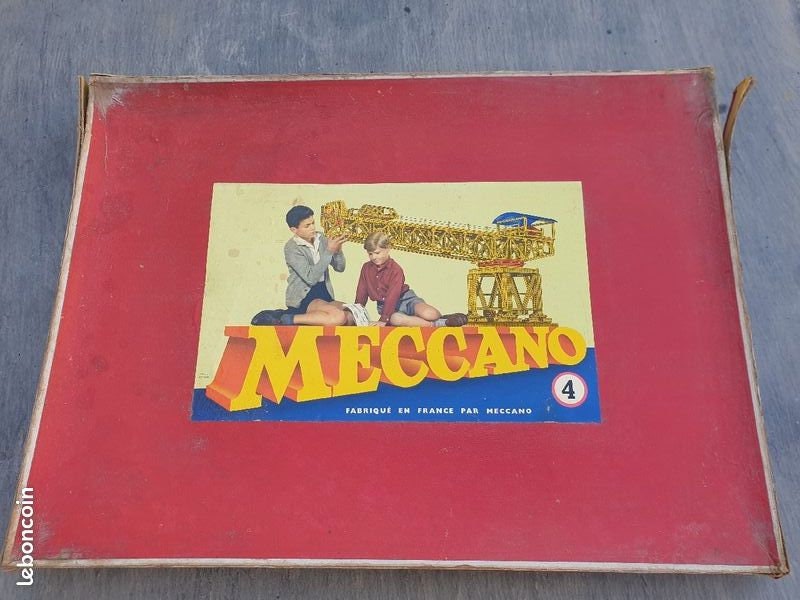 MECCANO
4
FABRIQUÉ EN FRANCE PAR MECCANO
leboncoin